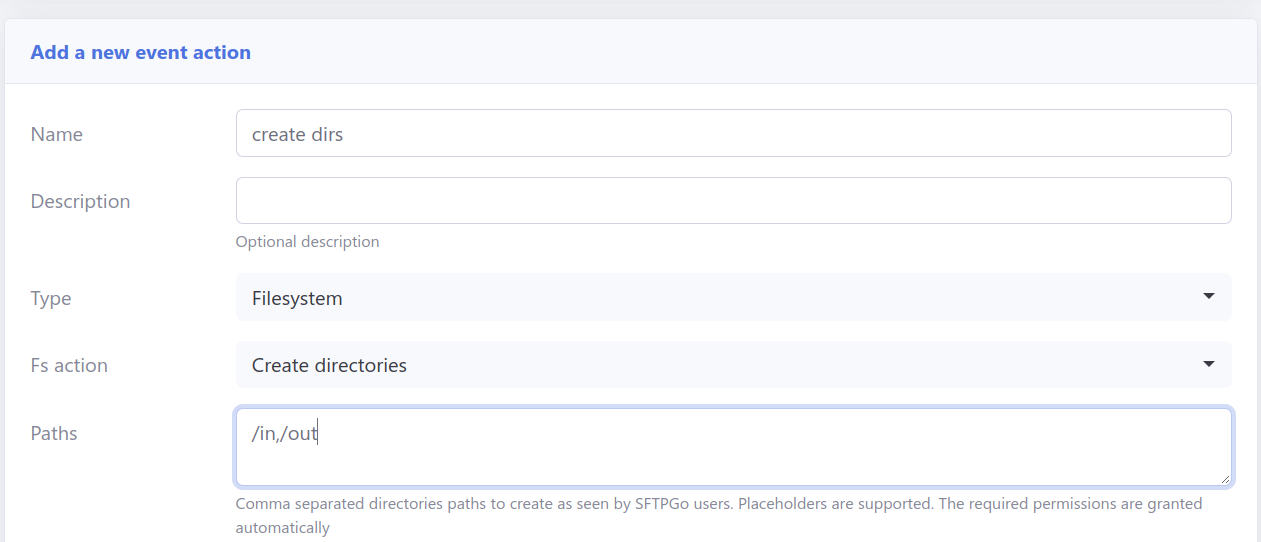 Add a new event action
Name
create dirs
Description
Optional description
Type
Filesystem
Fs action
Create directories
Paths
/in,/out
Comma separated directories paths to create as seen by SFTPGo users. Placeholders are supported. The required permissions are granted
automatically